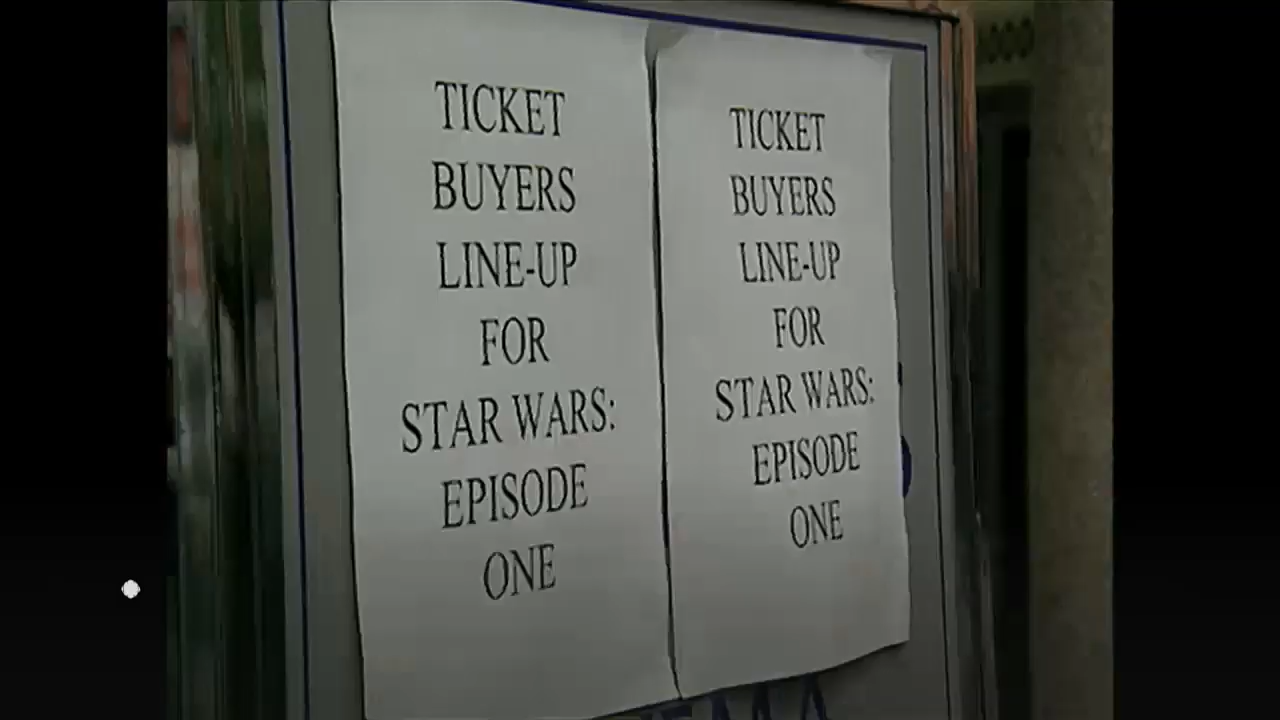 TICKET
BUYERS
LINE-UP
FOR
STAR WARS:
EPISODE
ONE
TICKET
BUYERS
LINE-UP
FOR
STAR WARS:
EPISODE
ONE